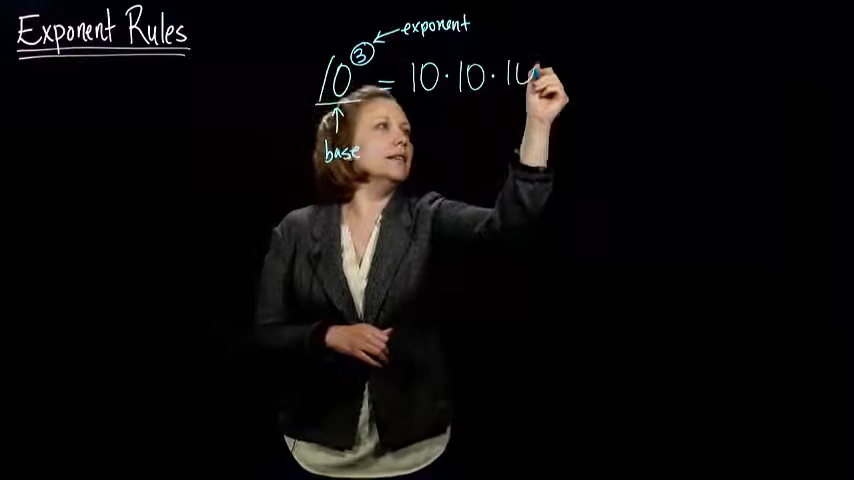 Exponent Rules
exponent
10³ = 10 · 10 · 10
base